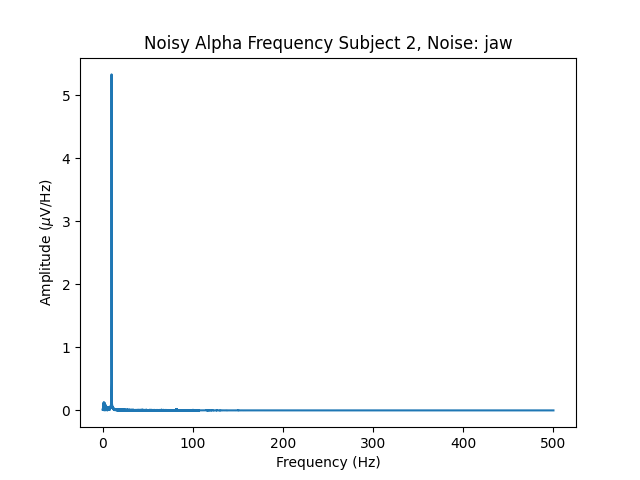 Noisy Alpha Frequency Subject 2, Noise: jaw
Amplitude (μV/Hz)
5
4
3
2
1
0
0 100 200 300 400 500
Frequency (Hz)